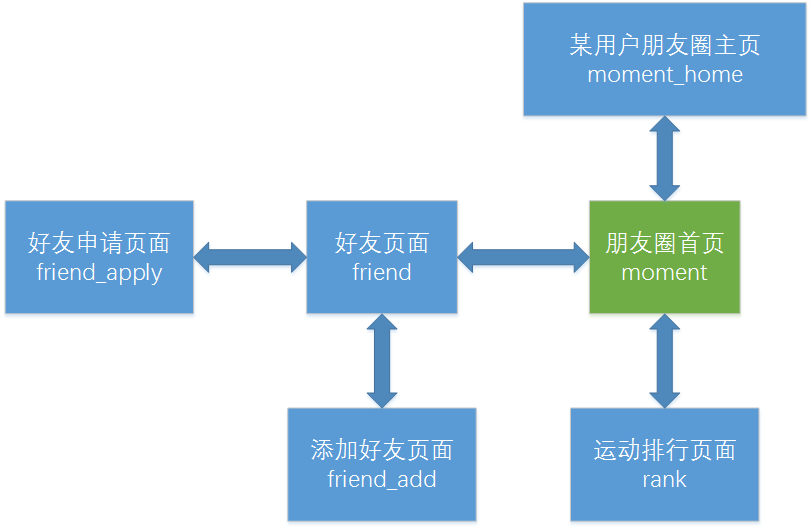 某用户朋友圈主页
moment_home
好友申请页面
friend_apply
好友页面
friend
朋友圈首页
moment
添加好友页面
friend_add
运动排行页面
rank